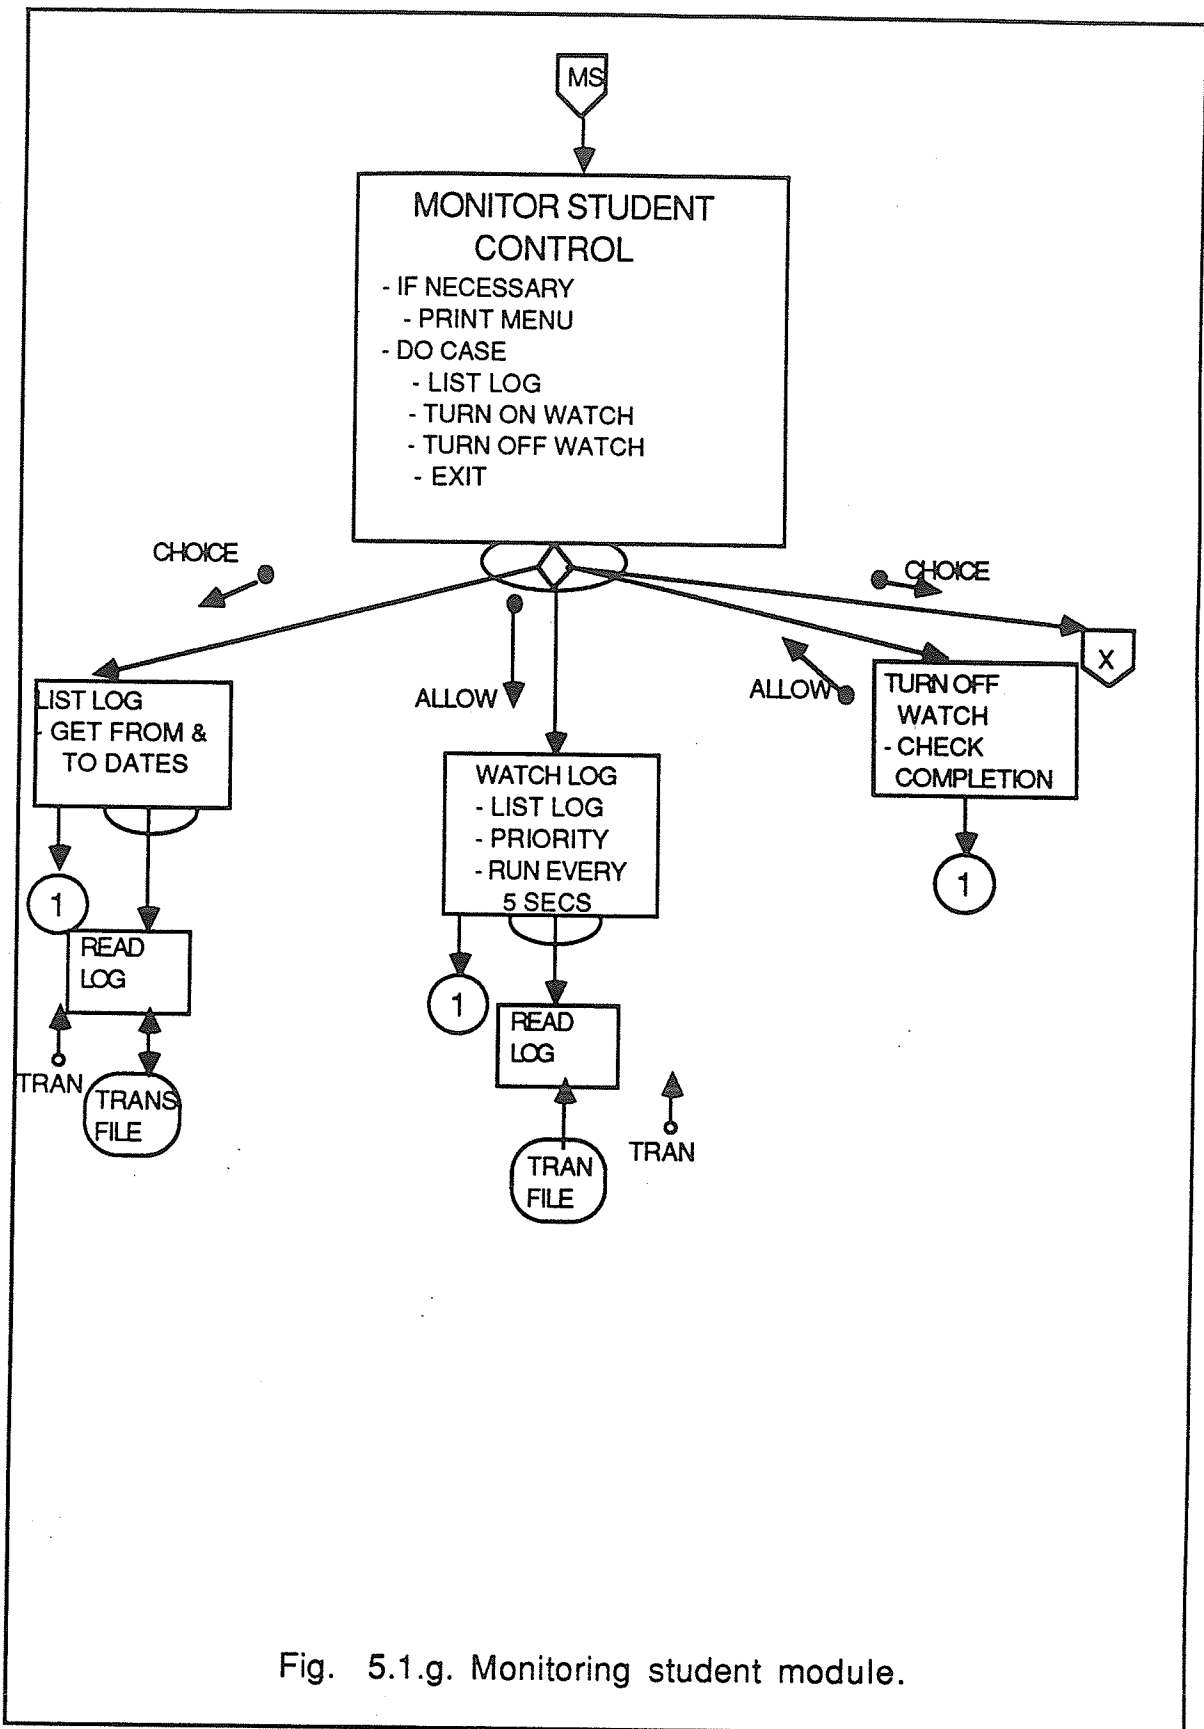 MS
MONITOR STUDENT
CONTROL
- IF NECESSARY
- PRINT MENU
- DO CASE
- LIST LOG
- TURN ON WATCH
- TURN OFF WATCH
- EXIT
CHOICE
CHOICE
ALLOW
ALLOW
X
LIST LOG
- GET FROM &
TO DATES
WATCH LOG
- LIST LOG
- PRIORITY
- RUN EVERY
5 SECS
TURN OFF
WATCH
- CHECK
COMPLETION
1
1
1
READ
LOG
READ
LOG
TRAN
TRANS
FILE
TRAN
FILE
TRAN
Fig. 5.1.g. Monitoring student module.